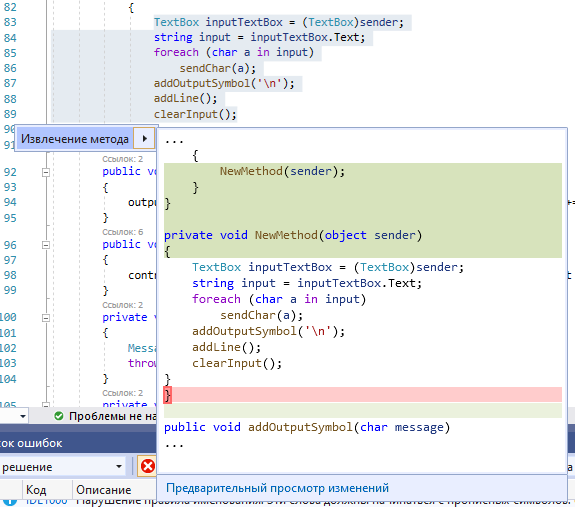 82 {
83 TextBox inputTextBox = (TextBox)sender;
84 string input = inputTextBox.Text;
85 foreach (char a in input)
86 sendChar(a);
87 addOutputSymbol('\n');
88 addLine();
89 clearInput();
90
91
Извлечение метода
...
{
NewMethod(sender);
}
}
private void NewMethod(object sender)
{
TextBox inputTextBox = (TextBox)sender;
string input = inputTextBox.Text;
foreach (char a in input)
sendChar(a);
addOutputSymbol('\n');
addLine();
clearInput();
}
}
public void addOutputSymbol(char message)
...
Предварительный просмотр изменений
Ссылок: 2
92 public vo
93 {
94 outpu
95 }
Ссылок: 6
96 public vo
97 {
98 contr
99 }
Ссылок: 2
100 private v
101 {
102 Messa
103 throw
104 }
Ссылок: 2
105 private v
Проблемы не на
ок ошибок
решение
Код Описание
IDE1006 Нарушение правила именования: Эти слова должны начинаться с прописных символов: